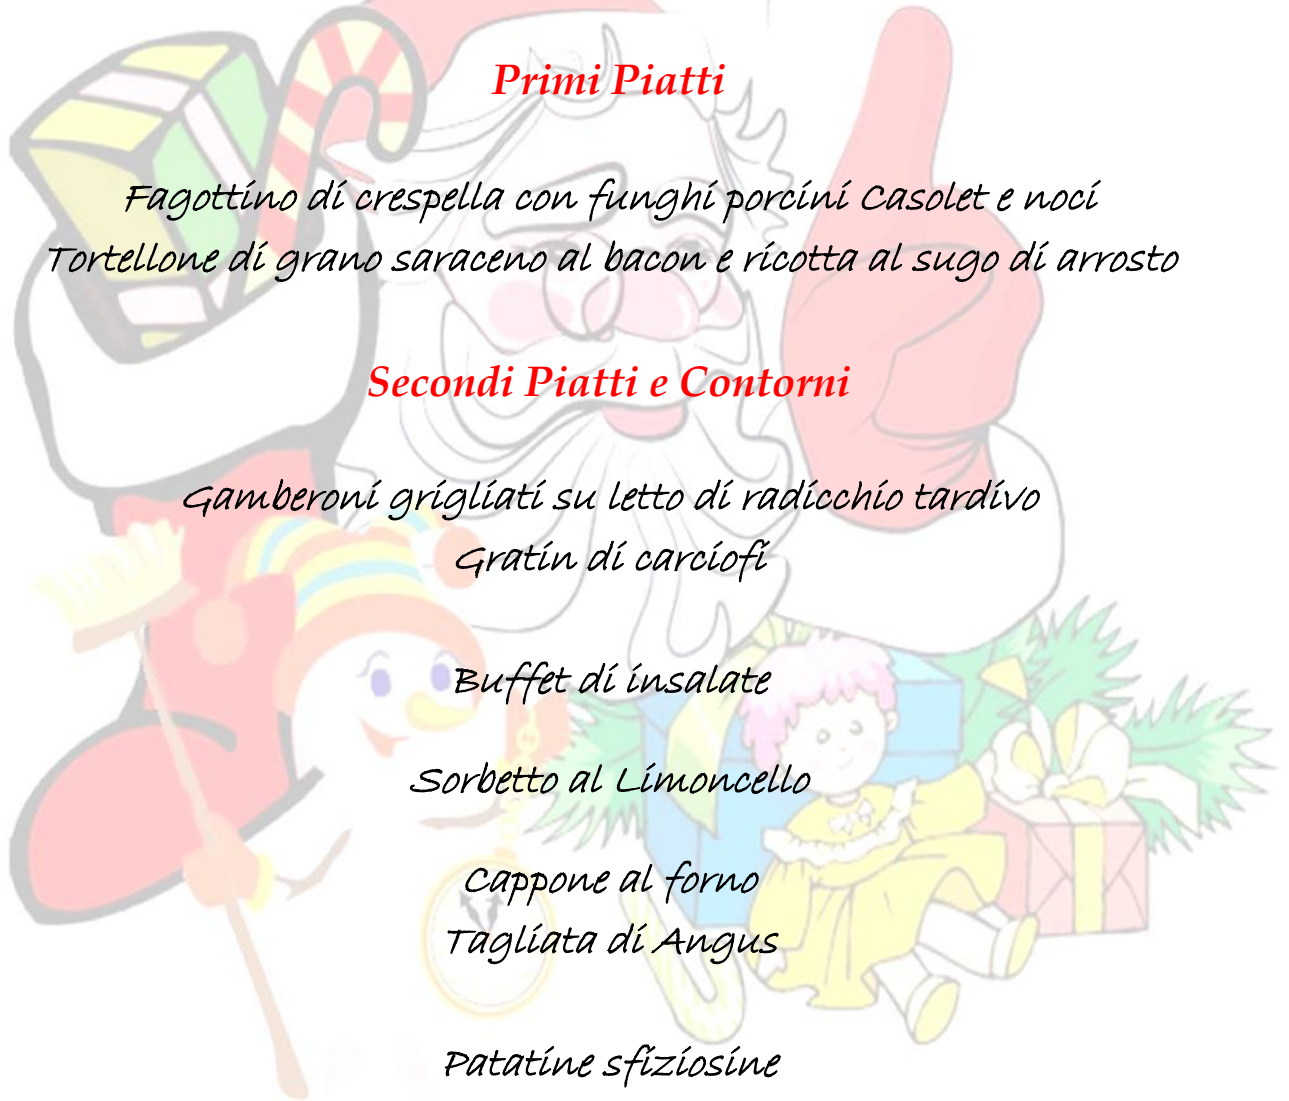 Primi Piatti
Fagottino di crespella con funghi porcini Casolet e noci
Tortellone di grano saraceno al bacon e ricotta al sugo di arrosto
Secondi Piatti e Contorni
Gamberoni grigliati su letto di radicchio tardivo
Gratin di carciofi
Buffet di insalate
Sorbetto al Limoncello
Cappone al forno
Tagliata di Angus
Patatine sfiziosine